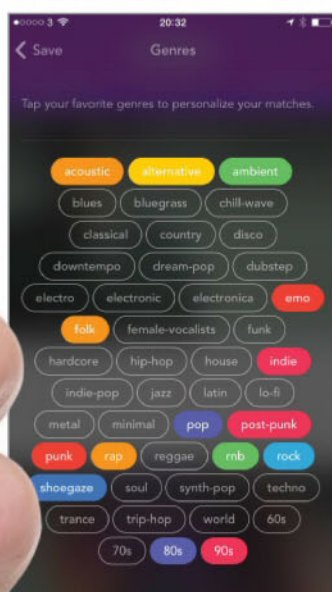 3 20:32
Save Genres
Tap your favorite genres to personalize your matches.
acoustic alternative ambient
blues bluegrass chill-wave
classical country disco
downtempo dream-pop dubstep
electro electronic electronica emo
folk female-vocalists funk
hardcore hip-hop house indie
indie-pop jazz latin lo-fi
metal minimal pop post-punk
punk rap reggae rnb rock
shoegaze soul synth-pop techno
trance trip-hop world 60s
70s 80s 90s